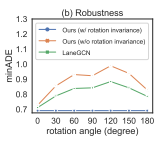 (b) Robustness
1.3
1.2
1.1
1.0
0.9
0.8
0.7
minADE
Ours (w/ rotation invariance)
Ours (w/o rotation invariance)
LaneGCN
0 30 60 90 120 150 180
rotation angle (degree)